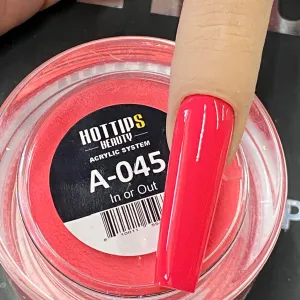 HOTTIPS
BEAUTY
ACRYLIC SYSTEM
A-045
In or Out